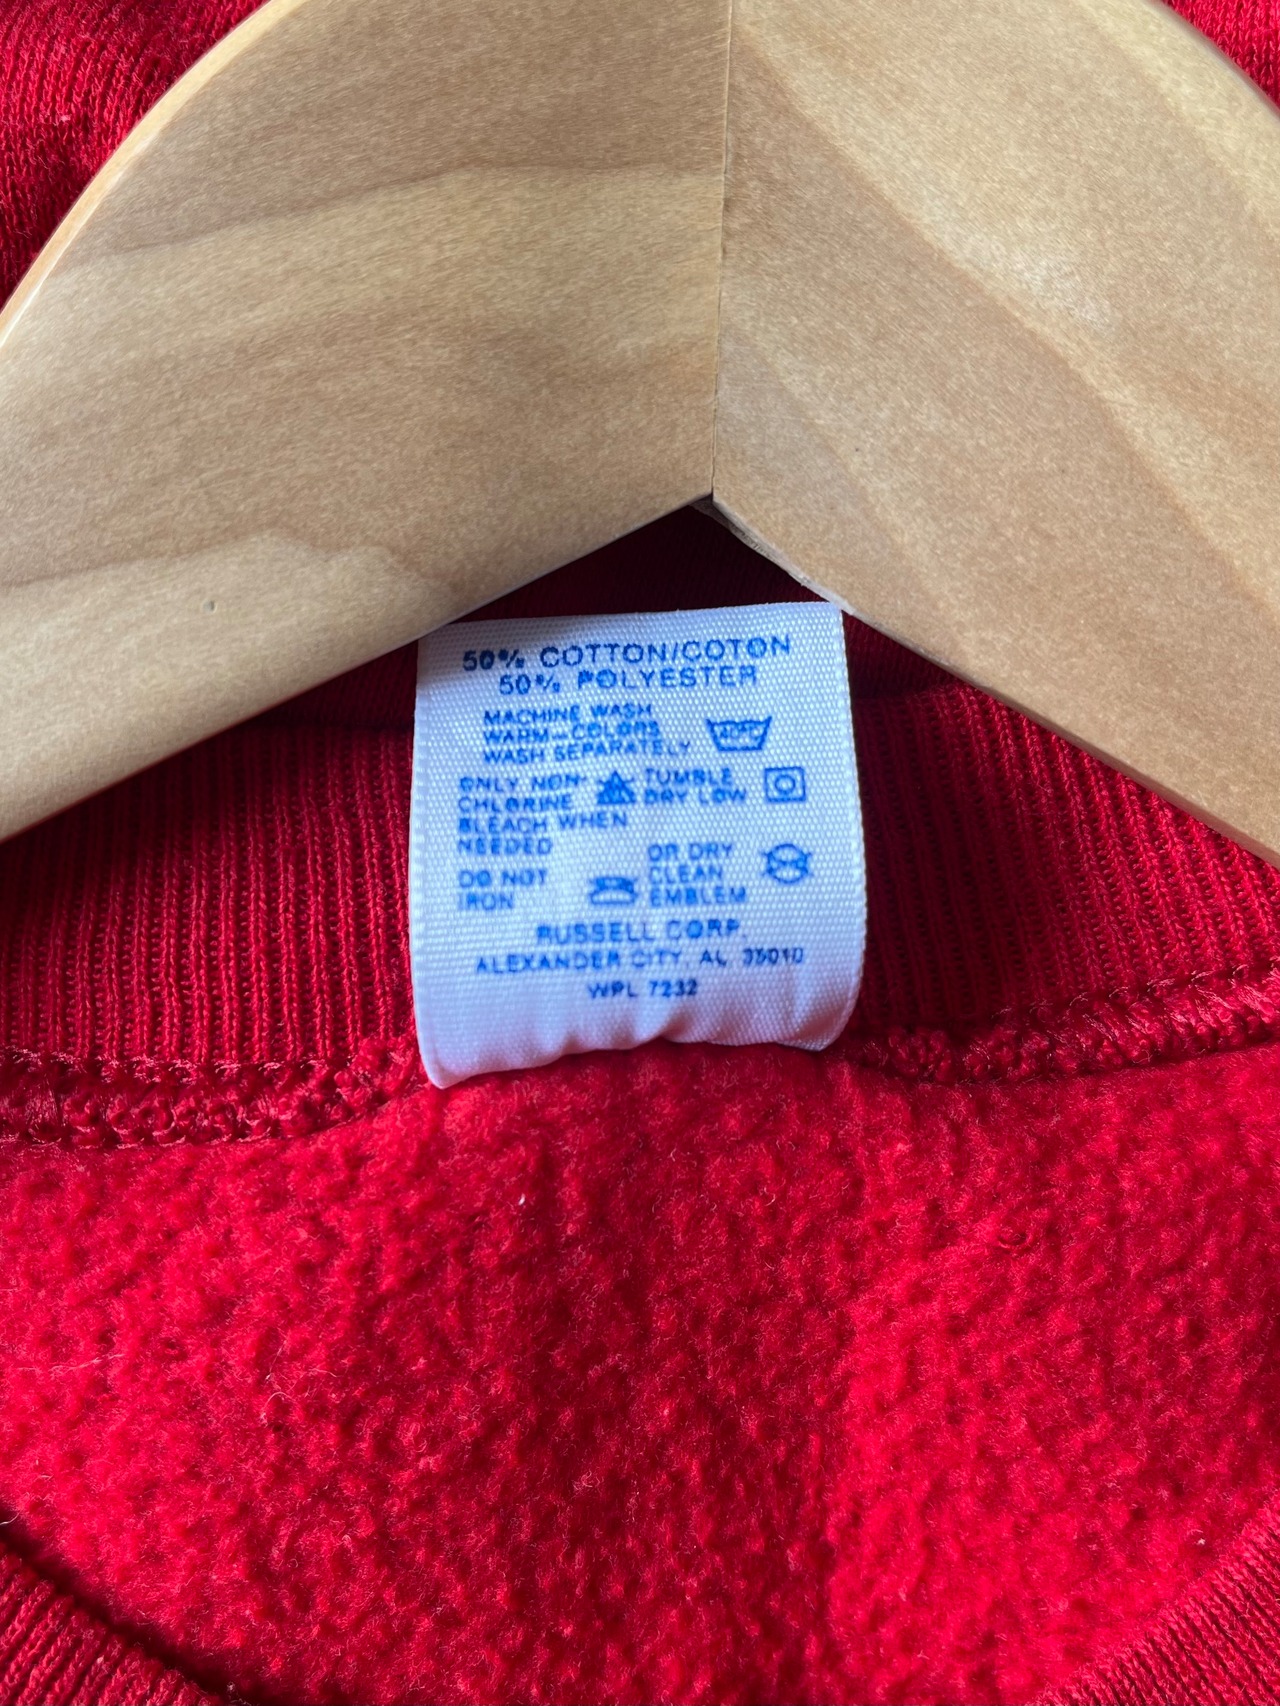 50% COTTON/COTON
50% POLYESTER
MACHINE WASH
WARM-COLORS
WASH SEPARATELY
40°C
ONLY NON-
CHLORINE
BLEACH WHEN
NEEDED
TUMBLE
DRY LOW
DO NOT
IRON
OR DRY
CLEAN
EMBLEM
RUSSELL CORP.
ALEXANDER CITY, AL 35010
WPL 7232